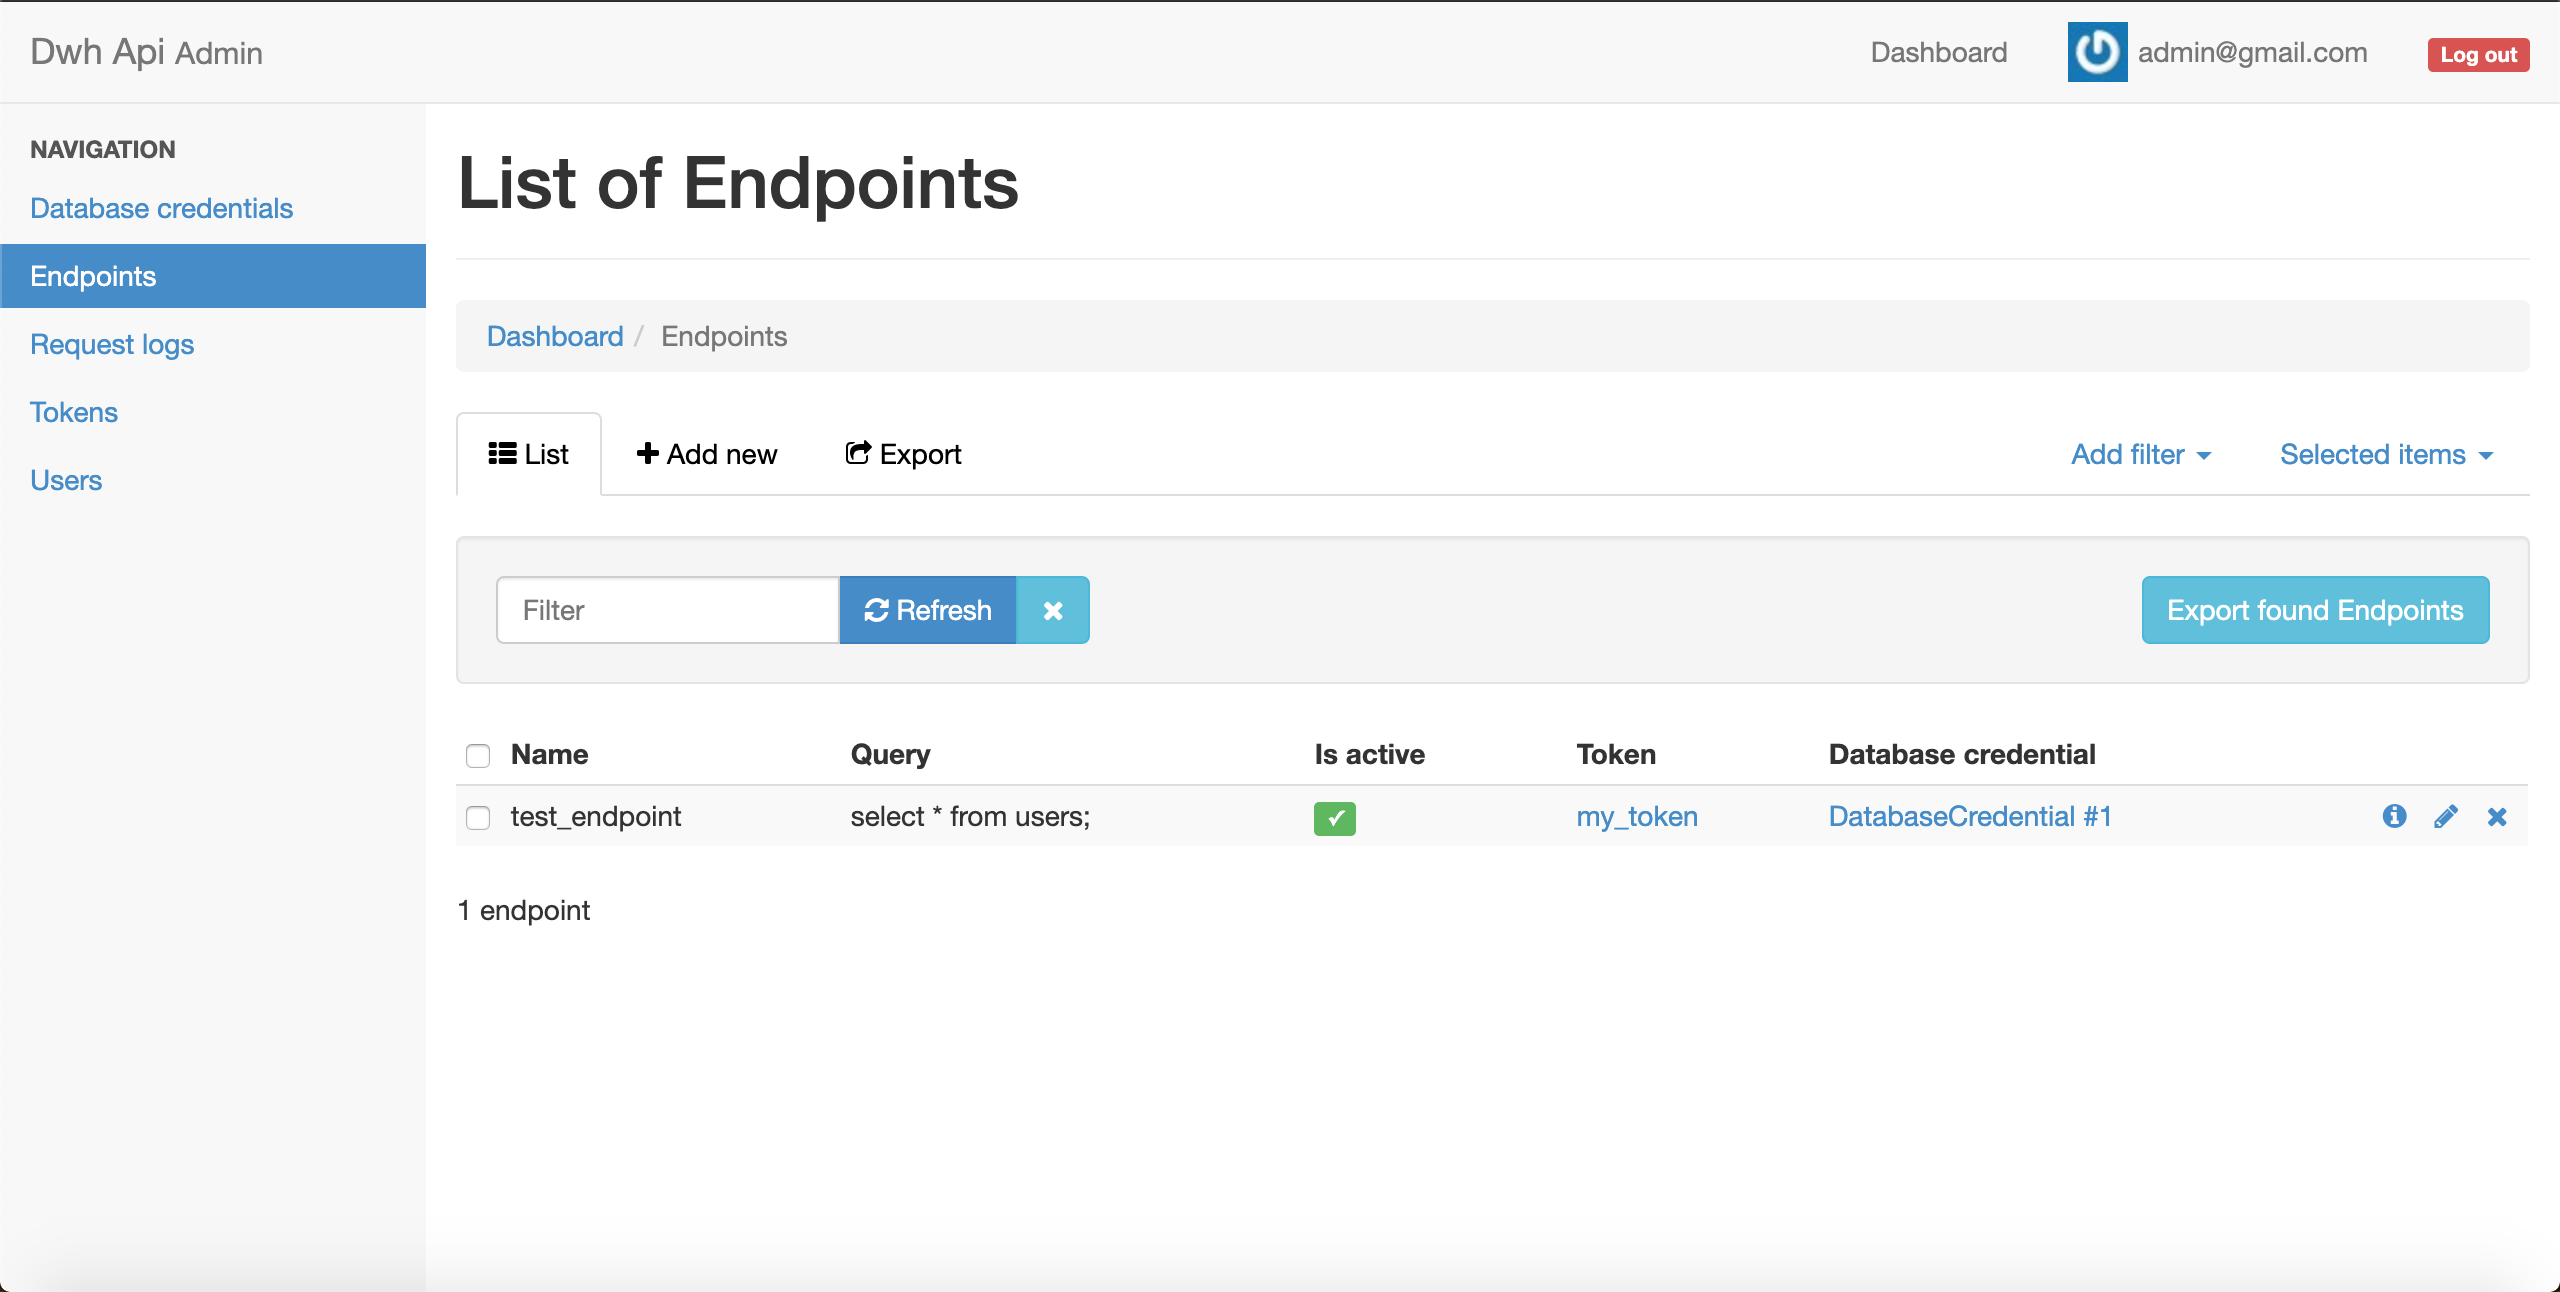 Dwh Api Admin
Dashboard
admin@gmail.com
Log out
NAVIGATION
Database credentials
Endpoints
Request logs
Tokens
Users
List of Endpoints
Dashboard / Endpoints
List
Add new
Export
Add filter
Selected items
Filter
Refresh
Export found Endpoints
Name Query Is active Token Database credential
test_endpoint select * from users; my_token DatabaseCredential #1
1 endpoint